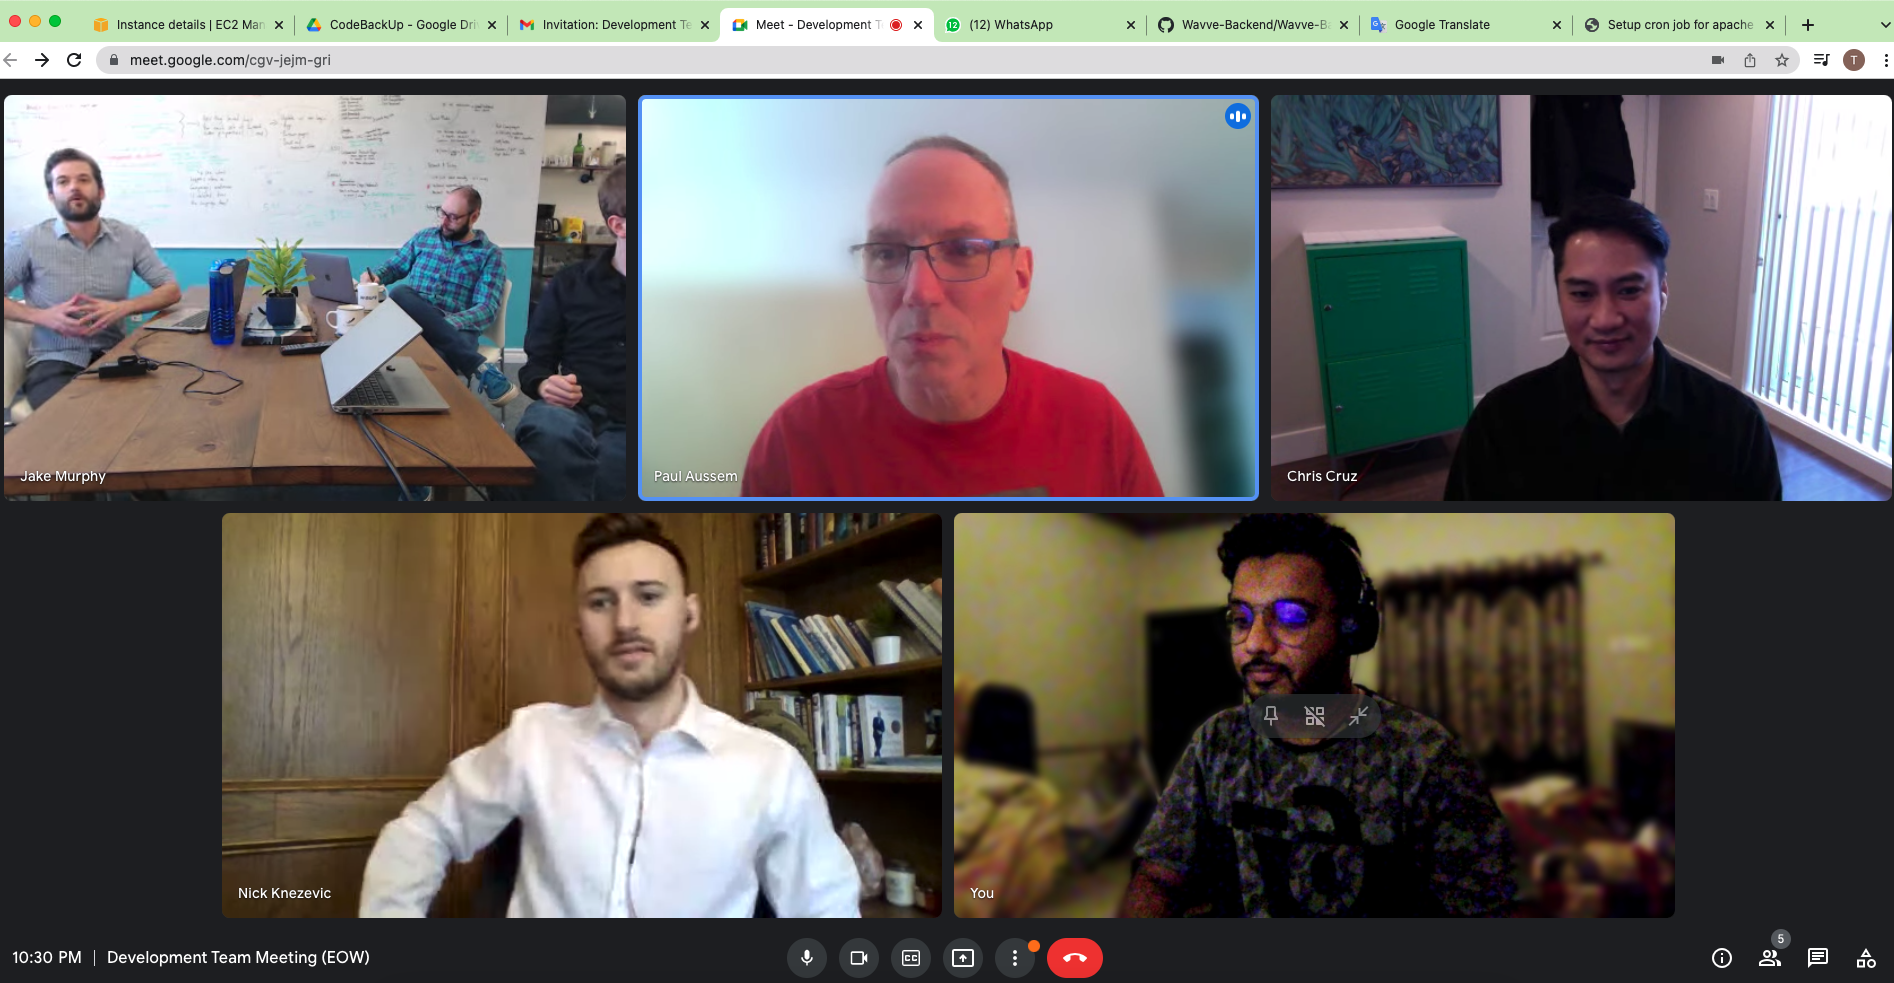 Instance details | EC2 Man
CodeBackUp - Google Dri
Invitation: Development Te
Meet - Development T
12
(12) WhatsApp
Wavve-Backend/Wavve-B
Google Translate
Setup cron job for apache
meet.google.com/cgv-jejm-gri
T
Jake Murphy
Paul Aussem
Chris Cruz
Nick Knezevic
You
10:30 PM | Development Team Meeting (EOW)
CC
5